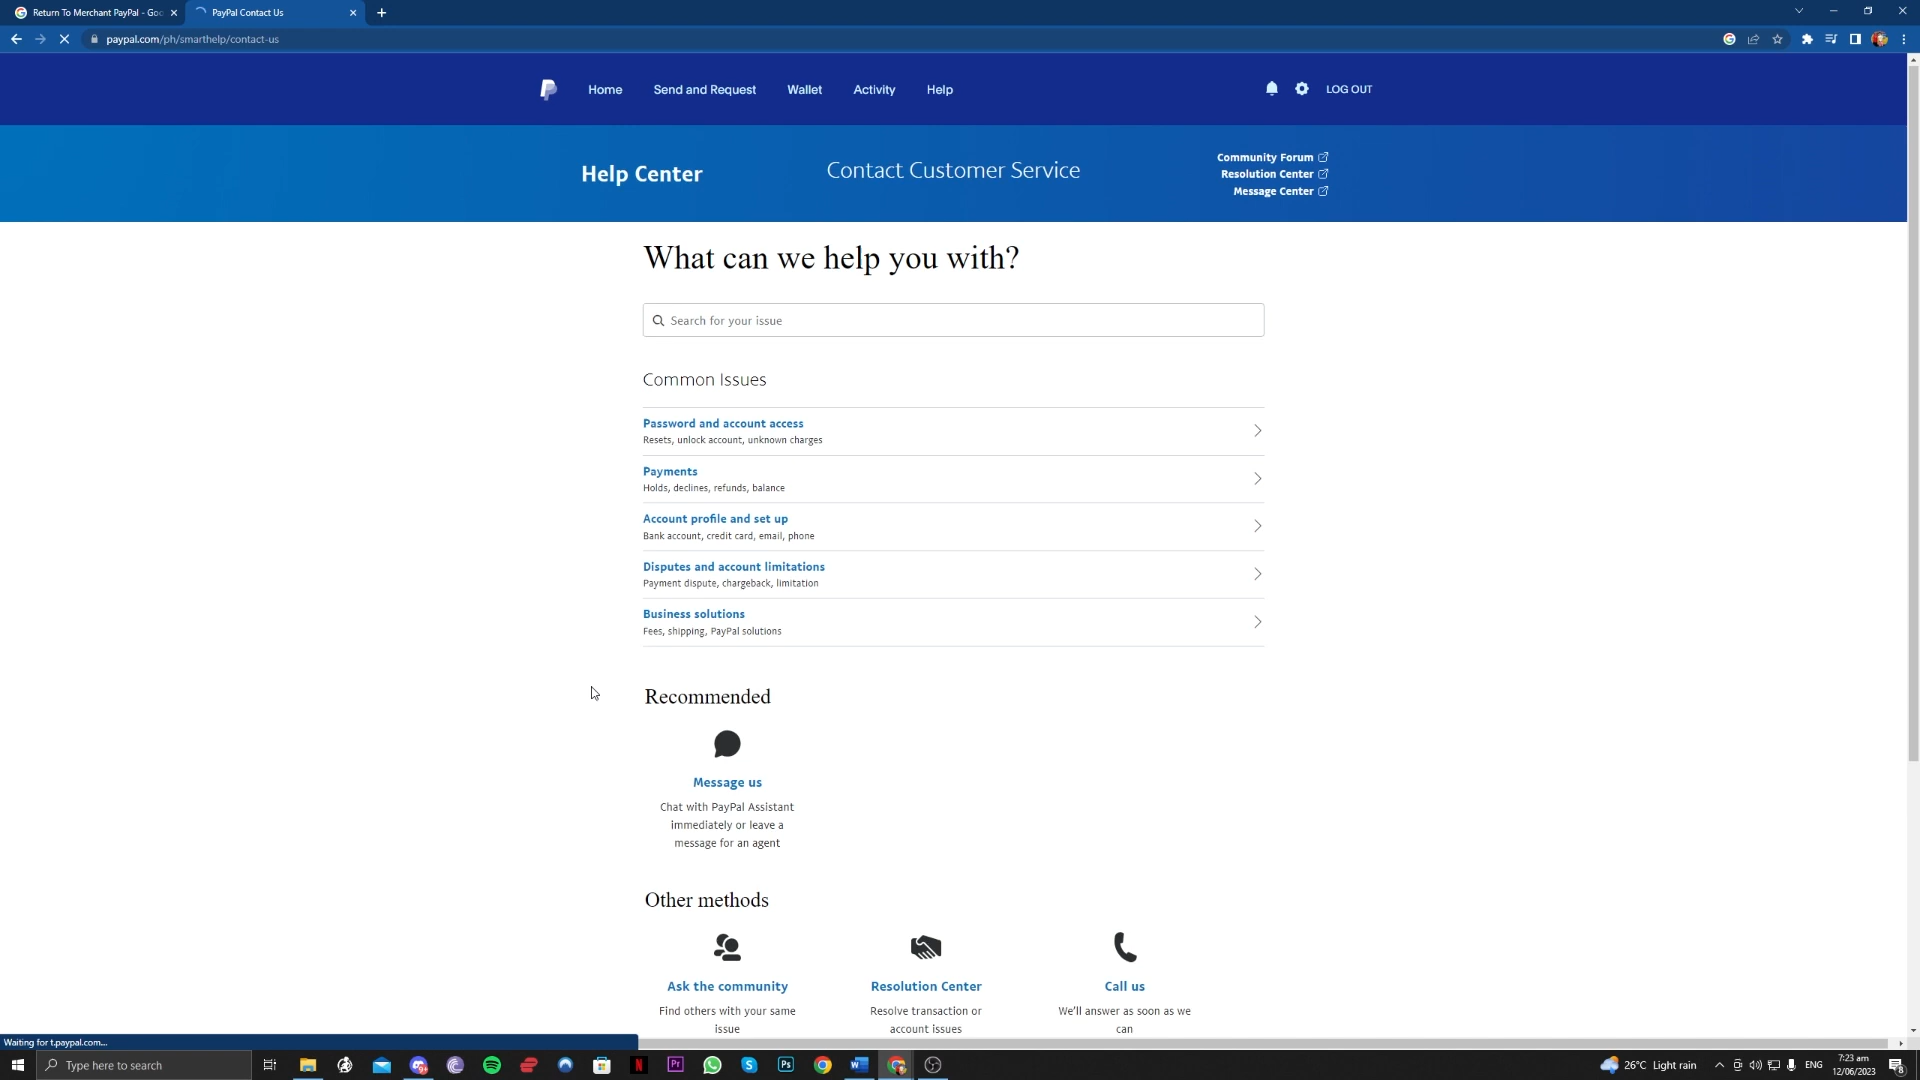 Return To Merchant PayPal - Goo
PayPal Contact Us
paypal.com/ph/smarthelp/contact-us
Home
Send and Request
Wallet
Activity
Help
LOG OUT
Help Center
Contact Customer Service
Community Forum
Resolution Center
Message Center
What can we help you with?
Search for your issue
Common Issues
Password and account access
Resets, unlock account, unknown charges
Payments
Holds, declines, refunds, balance
Account profile and set up
Bank account, credit card, email, phone
Disputes and account limitations
Payment dispute, chargeback, limitation
Business solutions
Fees, shipping, PayPal solutions
Recommended
Message us
Chat with PayPal Assistant
immediately or leave a
message for an agent
Other methods
Ask the community
Find others with your same
issue
Resolution Center
Resolve transaction or
account issues
Call us
We'll answer as soon as we
can
Waiting for t.paypal.com...
Type here to search
26°C Light rain
ENG
7:23 am
12/06/2023